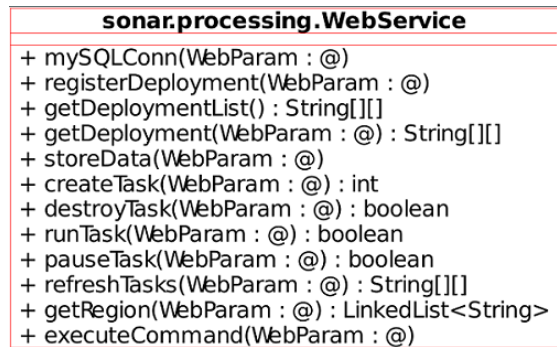 sonar.processing.WebService
+ mySQLConn(WebParam : @)
+ registerDeployment(WebParam : @)
+ getDeploymentList() : String[][]
+ getDeployment(WebParam : @) : String[][]
+ storeData(WebParam : @)
+ createTask(WebParam : @) : int
+ destroyTask(WebParam : @) : boolean
+ runTask(WebParam : @) : boolean
+ pauseTask(WebParam : @) : boolean
+ refreshTasks(WebParam : @) : String[][]
+ getRegion(WebParam : @) : LinkedList<String>
+ executeCommand(WebParam : @)